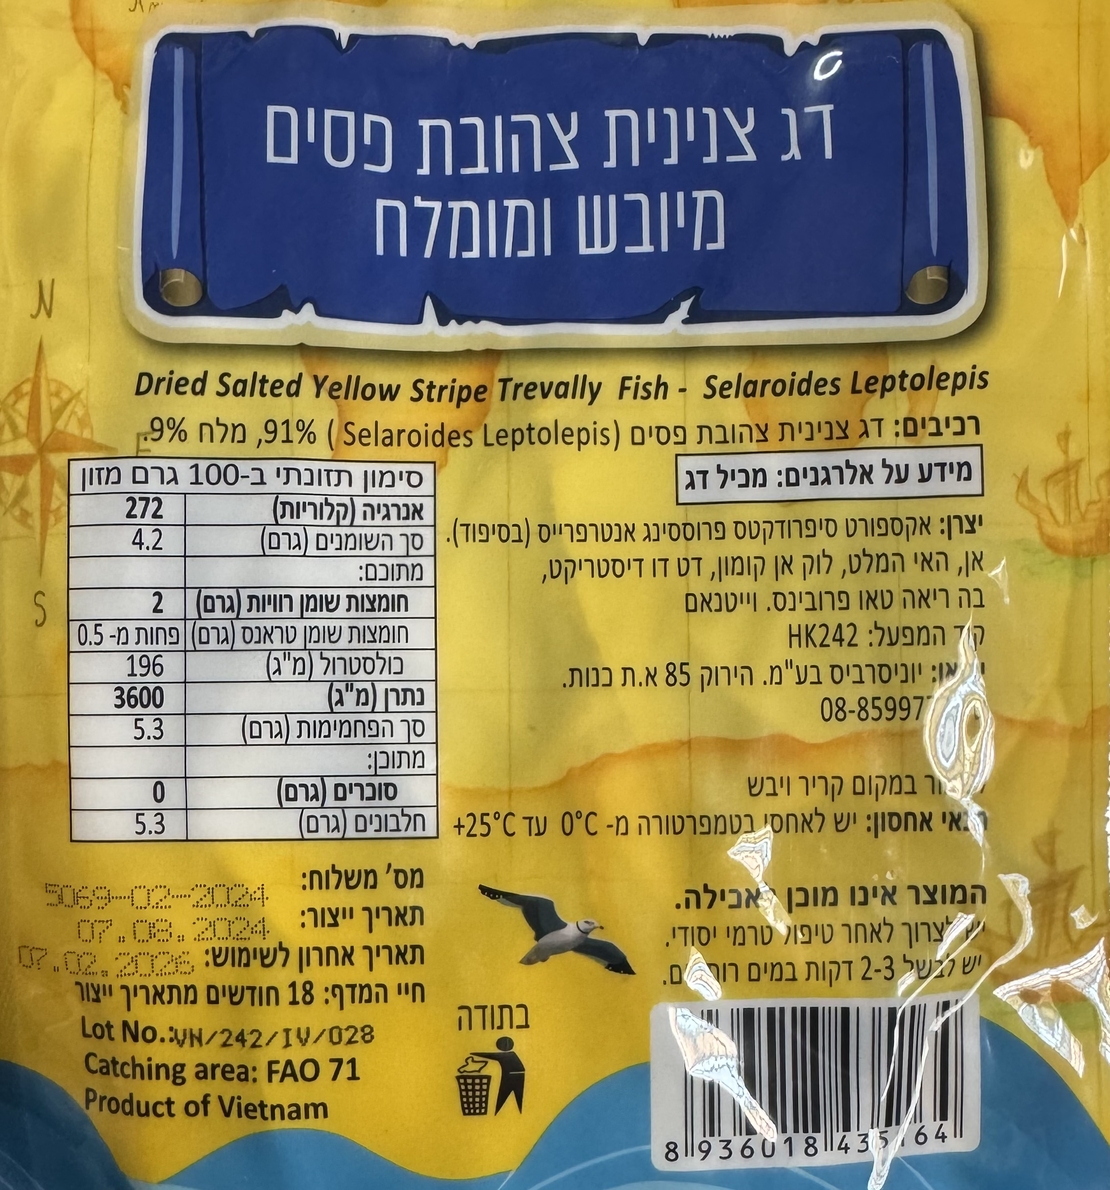 דג צנינית צהובת פסים
מיובש ומומלח
Dried Salted Yellow Stripe Trevally Fish - Selaroides Leptolepis
רכיבים: דג צנינית צהובת פסים (Selaroides Leptolepis ) 91%, מלח 9%.
מידע על אלרגנים: מכיל דג
יצרן: אקספורט סיפרודקטס פרוססינג אנטרפרייס (בסיפוד).
אן, האי המלט, לוק אן קומון, דט דו דיסטריקט,
בה ריאה טאו פרובינס. וייטנאם
קוד המפעל: HK242
יוניסרביס בע"מ. הירוק 85 א.ת כנות.
08-85997
במקום קריר ויבש
אחסון: יש לאחסן בטמפרטורה מ- 0°C עד +25°C
המוצר אינו מוכן לאכילה.
יש לצרוך לאחר טיפול טרמי יסודי.
יש לבשל 2-3 דקות במים רותחים.
סימון תזונתי ב-100 גרם מזון
אנרגיה (קלוריות) 272
סך השומנים (גרם) 4.2
מתוכם:
חומצות שומן רוויות (גרם) 2
חומצות שומן טראנס (גרם) פחות מ- 0.5
כולסטרול (מ"ג) 196
נתרן (מ"ג) 3600
סך הפחמימות (גרם) 5.3
מתוכן:
סוכרים (גרם) 0
חלבונים (גרם) 5.3
מס' משלוח: 5069-02-2024
תאריך ייצור: 07.08.2024
תאריך אחרון לשימוש: 07.02.2026
חיי המדף: 18 חודשים מתאריך ייצור
Lot No.:VN/242/IV/028
Catching area: FAO 71
Product of Vietnam
בתודה
8 936018 435 64
N
E
S